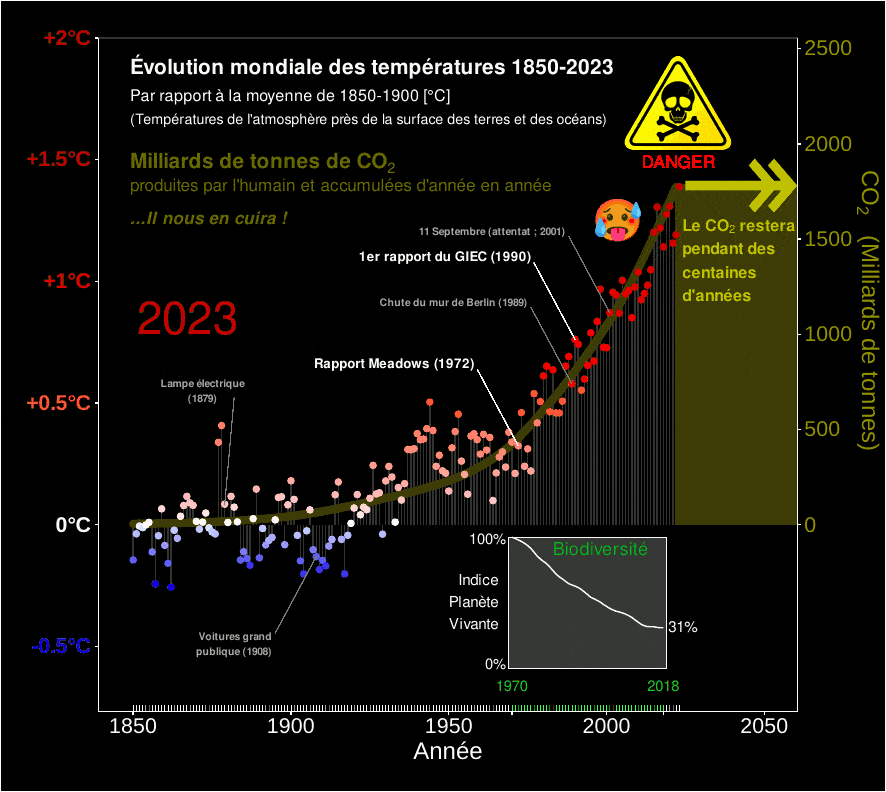 Évolution mondiale des températures 1850-2023
Par rapport à la moyenne de 1850-1900 [°C]
(Températures de l'atmosphère près de la surface des terres et des océans)
Milliards de tonnes de CO₂
produites par l'humain et accumulées d'année en année
...Il nous en cuira !
2023
DANGER
Le CO₂ restera
pendant des
centaines
d'années
11 Septembre (attentat ; 2001)
1er rapport du GIEC (1990)
Chute du mur de Berlin (1989)
Rapport Meadows (1972)
Lampe électrique
(1879)
Voitures grand
publique (1908)
+2°C
+1.5°C
+1°C
+0.5°C
0°C
-0.5°C
2500
2000
1500
1000
500
0
CO₂ (Milliards de tonnes)
Biodiversité
100%
Indice
Planète
Vivante
0%
31%
1970 2018
1850 1900 1950 2000 2050
Année